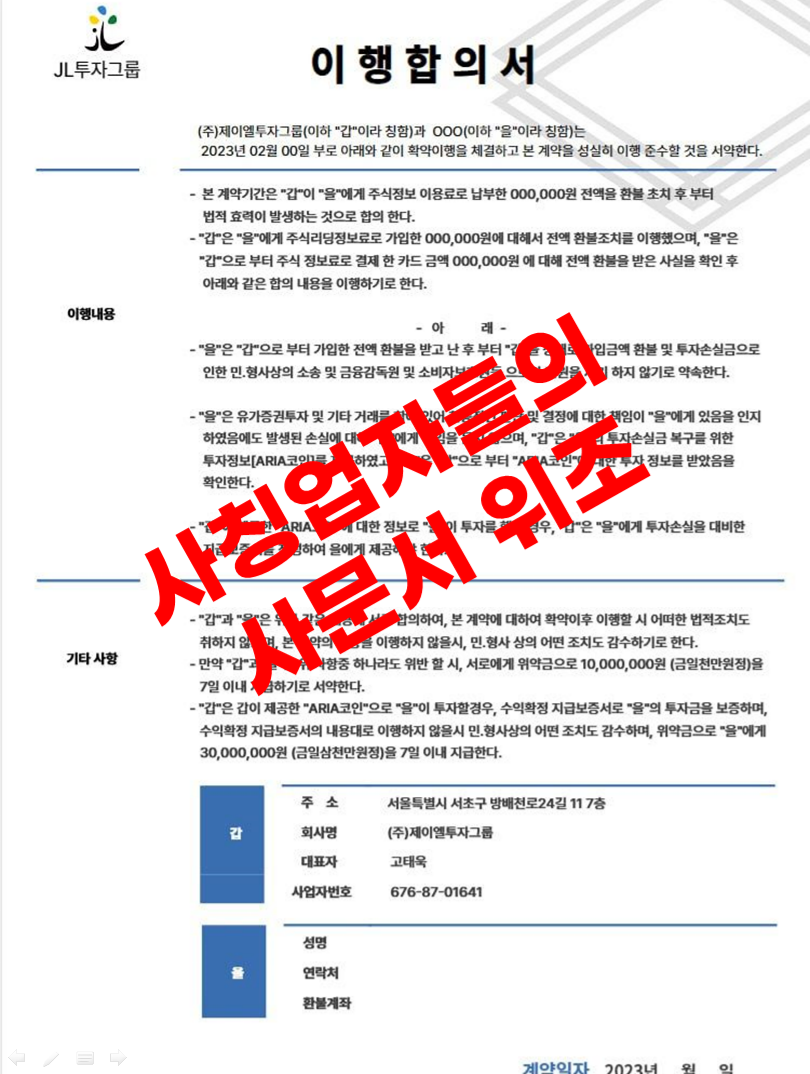 JL투자그룹
이행합의서
(주)제이엘투자그룹(이하 "갑"이라 칭함)과 OOO(이하 "을"이라 칭함)는
2023년 02월 00일 부로 아래와 같이 확약이행을 체결하고 본 계약을 성실히 이행 준수할 것을 서약한다.
이행내용
- 본 계약기간은 "갑"이 "을"에게 주식정보 이용료로 납부한 000,000원 전액을 환불 초치 후 부터
법적 효력이 발생하는 것으로 합의 한다.
- "갑"은 "을"에게 주식리딩정보료로 가입한 000,000원에 대해서 전액 환불조치를 이행했으며, "을"은
"갑"으로 부터 주식 정보료로 결제 한 카드 금액 000,000원 에 대해 전액 환불을 받은 사실을 확인 후
아래와 같은 합의 내용을 이행하기로 한다.
- 아 래 -
- "을"은 "갑"으로 부터 가입한 전액 환불을 받고 난 후 부터 가입금액 환불 및 투자손실금으로
인한 민.형사상의 소송 및 금융감독원 및 하지 않기로 약속한다.
- "을"은 유가증권투자 및 기타 거래를 및 결정에 대한 책임이 "을"에게 있음을 인지
하였음에도 발생된 손실에 "갑"은 투자손실금 복구를 위한
투자정보[ARIA코인]를 부터 "ARIA코인"에 대한 투자 정보를 받았음을
확인한다.
- 대한 정보로 투자를 "갑"은 "을"에게 투자손실을 대비한
을에게 제공
사칭업자들의
사문서 위조
기타 사항
- "갑"과 "을"은 합의하여, 본 계약에 대하여 확약이후 이행할 시 어떠한 법적조치도
취하지 이행하지 않을시, 민.형사 상의 어떤 조치도 감수하기로 한다.
- 만약 "갑"과 하나라도 위반 할 시, 서로에게 위약금으로 10,000,000원 (금일천만원정)을
7일 이내 지급하기로 서약한다.
- "갑"은 갑이 제공한 "ARIA코인"으로 "을"이 투자할경우, 수익확정 지급보증서로 "을"의 투자금을 보증하며,
수익확정 지급보증서의 내용대로 이행하지 않을시 민.형사상의 어떤 조치도 감수하며, 위약금으로 "을"에게
30,000,000원 (금일삼천만원정)을 7일 이내 지급한다.
갑
주 소 서울특별시 서초구 방배천로24길 11 7층
회사명 (주)제이엘투자그룹
대표자 고태욱
사업자번호 676-87-01641
을
성명
연락처
환불계좌
계약일자 2023년 월 일